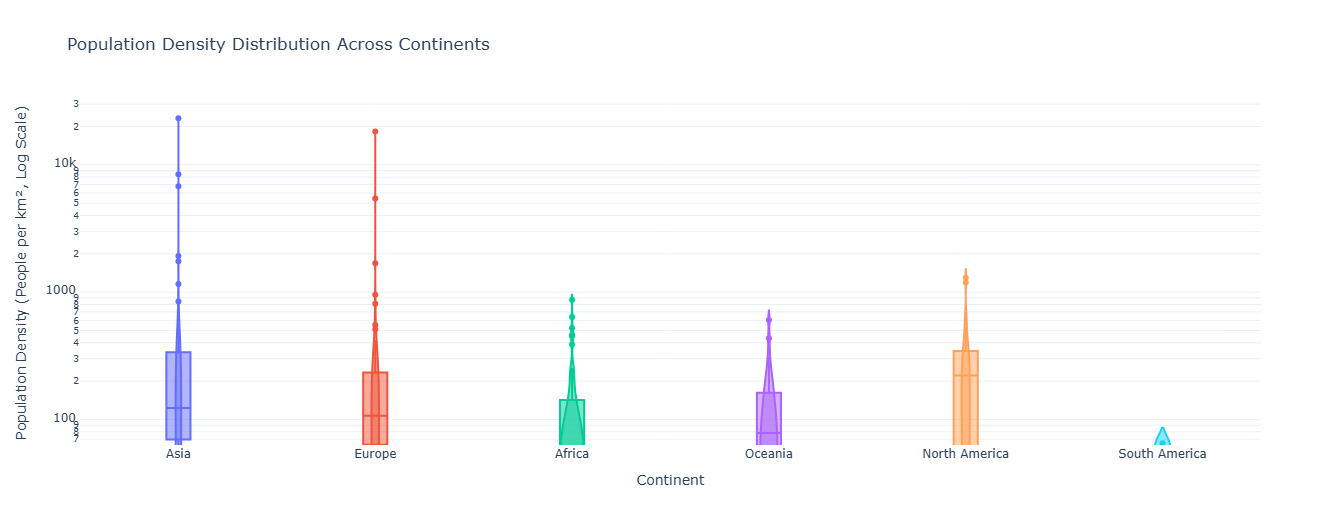 Population Density Distribution Across Continents
Population Density (People per km², Log Scale)
3
2
10k
9
8
7
6
5
4
3
2
1000
9
8
7
6
5
4
3
2
100
9
8
7
Asia
Europe
Africa
Oceania
North America
South America
Continent